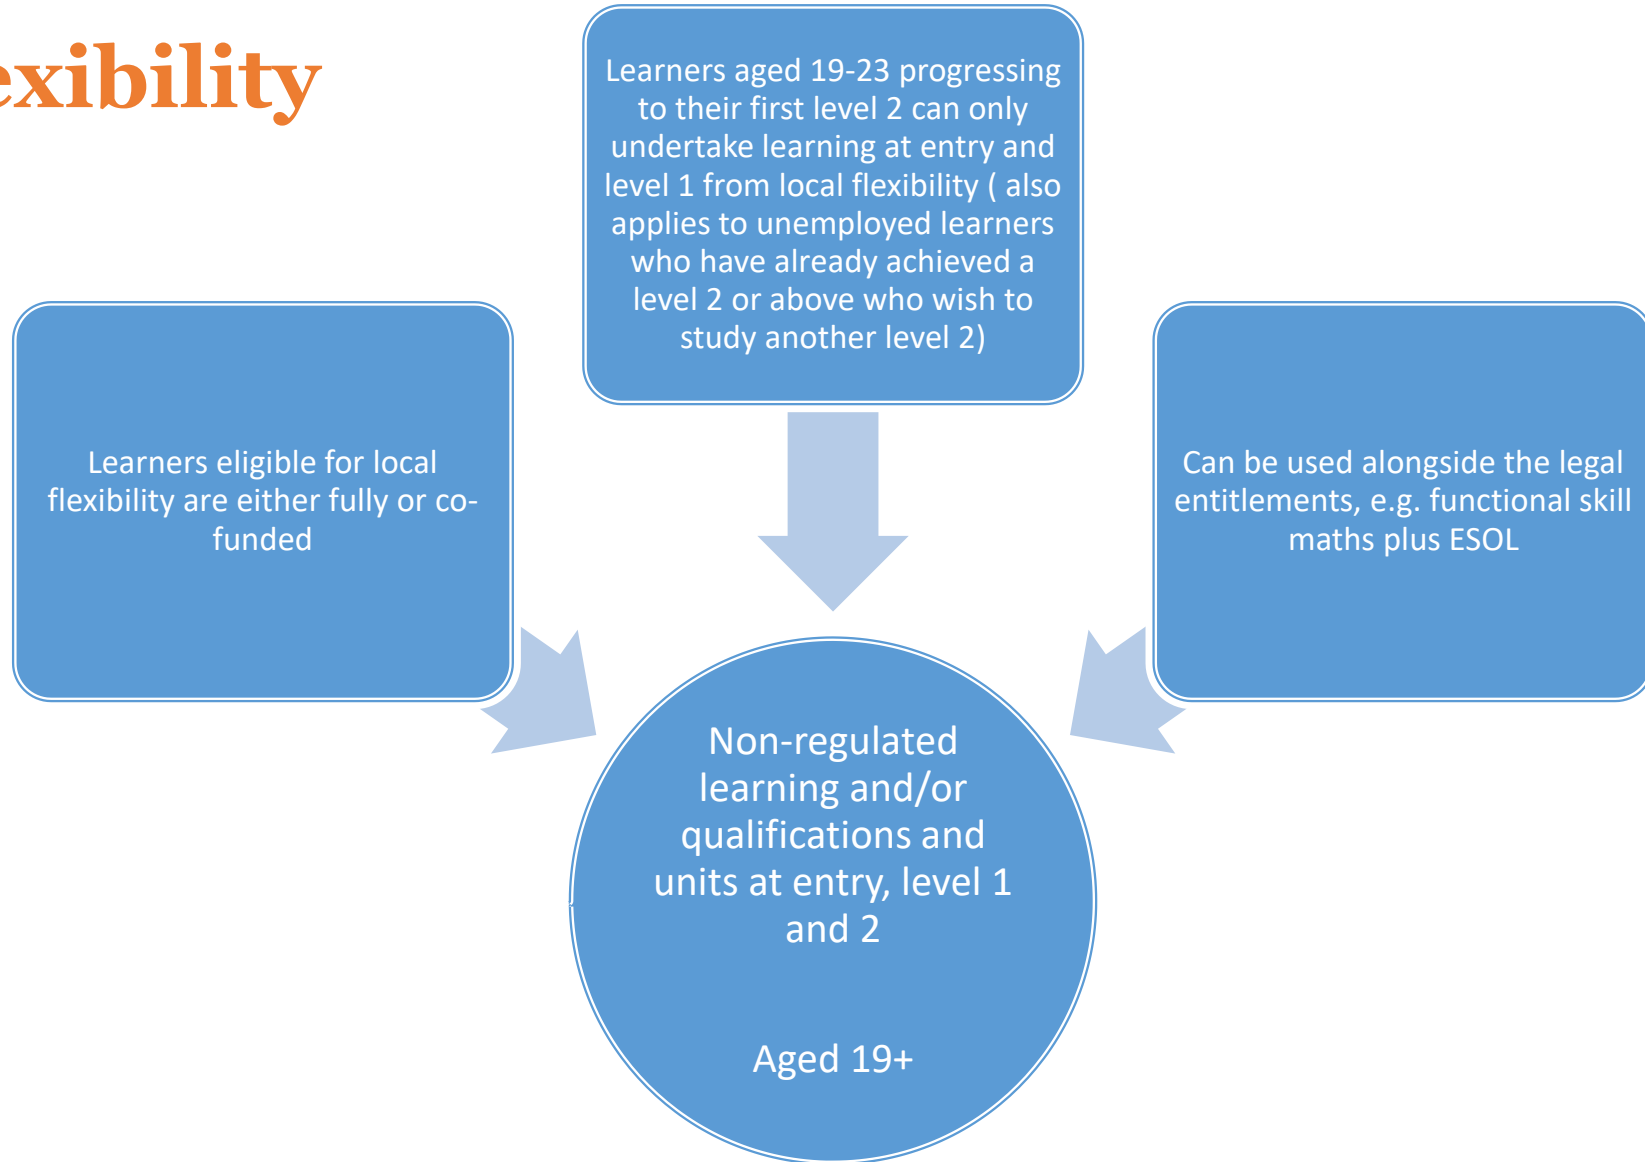 exibility
Learners aged 19-23 progressing
to their first level 2 can only
undertake learning at entry and
level 1 from local flexibility ( also
applies to unemployed learners
who have already achieved a
level 2 or above who wish to
study another level 2)
Learners eligible for local
flexibility are either fully or co-
funded
Can be used alongside the legal
entitlements, e.g. functional skill
maths plus ESOL
Non-regulated
learning and/or
qualifications and
units at entry, level 1
and 2
Aged 19+